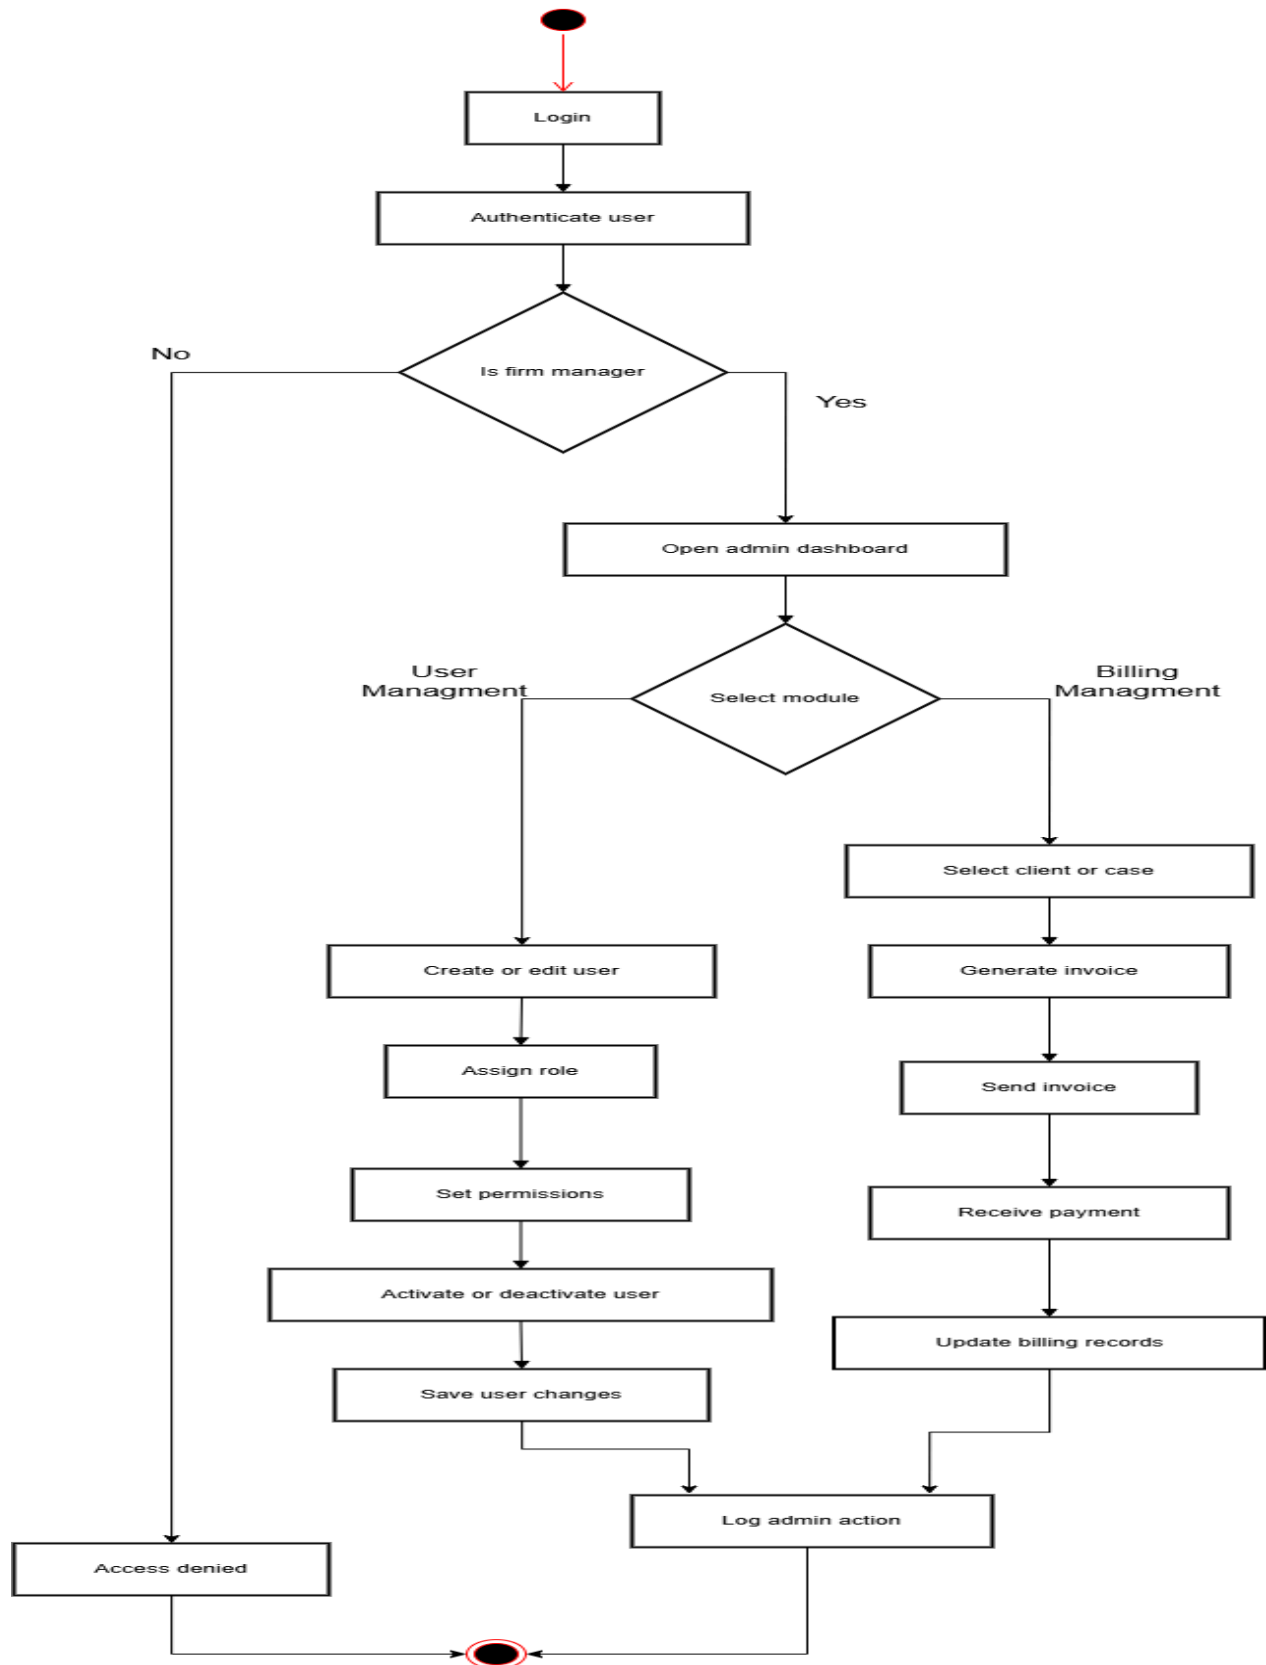 Login
Authenticate user
No
Is firm manager
Yes
Open admin dashboard
User
Managment
Select module
Billing
Managment
Select client or case
Create or edit user
Generate invoice
Assign role
Send invoice
Set permissions
Receive payment
Activate or deactivate user
Update billing records
Save user changes
Log admin action
Access denied